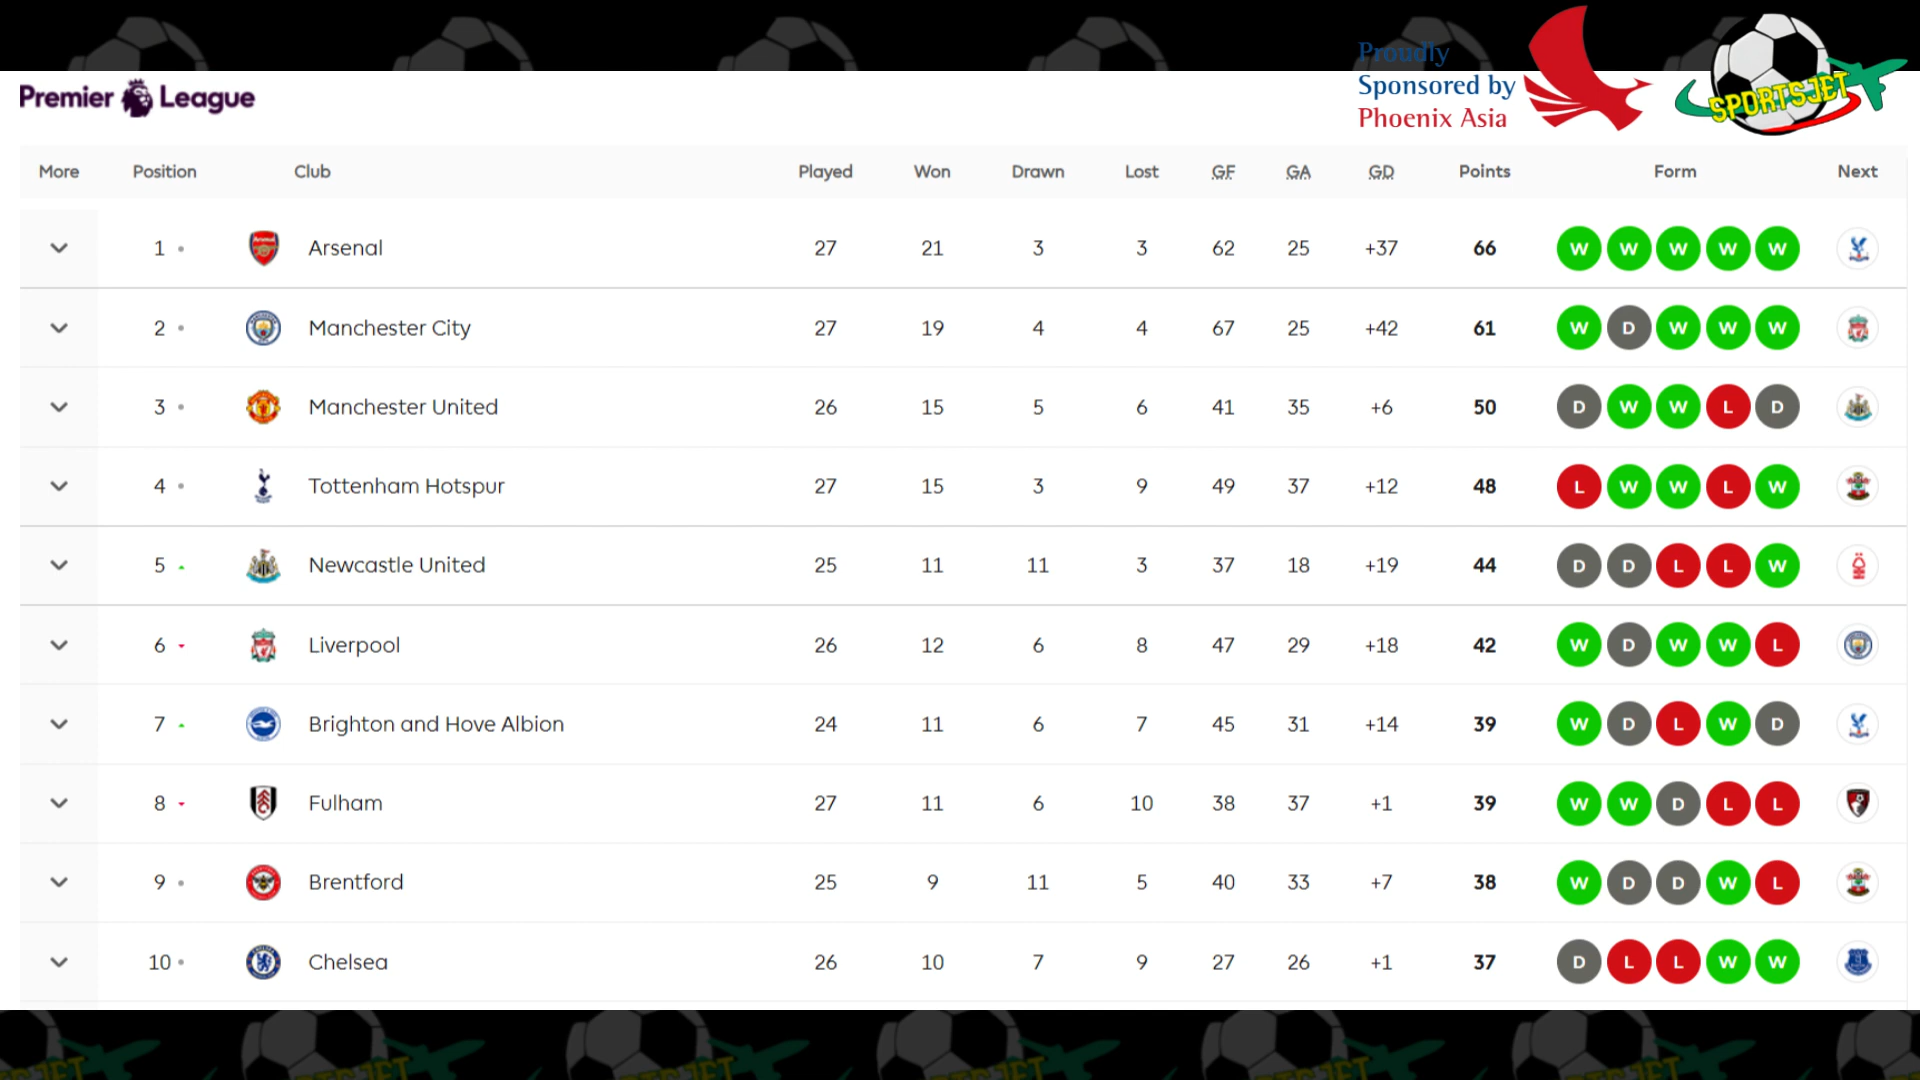 Proudly
Sponsored by
Phoenix Asia
SPORTSJET
Premier League
More Position Club Played Won Drawn Lost GF GA GD Points Form Next
1 Arsenal 27 21 3 3 62 25 +37 66 W W W W W
2 Manchester City 27 19 4 4 67 25 +42 61 W D W W W
3 Manchester United 26 15 5 6 41 35 +6 50 D W W L D
4 Tottenham Hotspur 27 15 3 9 49 37 +12 48 L W W L W
5 Newcastle United 25 11 11 3 37 18 +19 44 D D L L W
6 Liverpool 26 12 6 8 47 29 +18 42 W D W W L
7 Brighton and Hove Albion 24 11 6 7 45 31 +14 39 W D L W D
8 Fulham 27 11 6 10 38 37 +1 39 W W D L L
9 Brentford 25 9 11 5 40 33 +7 38 W D D W L
10 Chelsea 26 10 7 9 27 26 +1 37 D L L W W